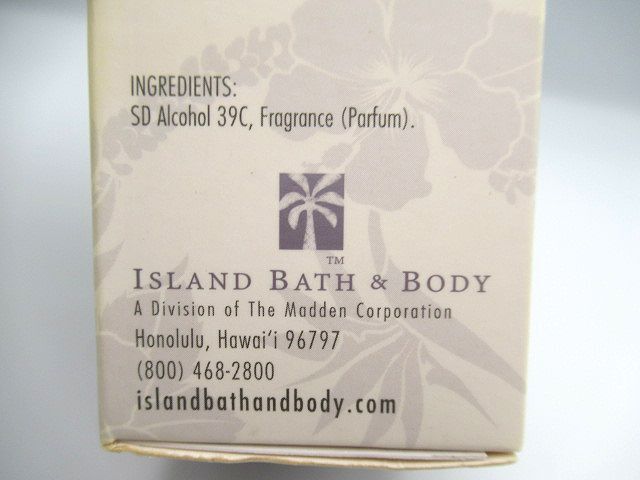 INGREDIENTS:
SD Alcohol 39C, Fragrance (Parfum).
TM
ISLAND BATH & BODY
A Division of The Madden Corporation
Honolulu, Hawai'i 96797
(800) 468-2800
islandbathandbody.com